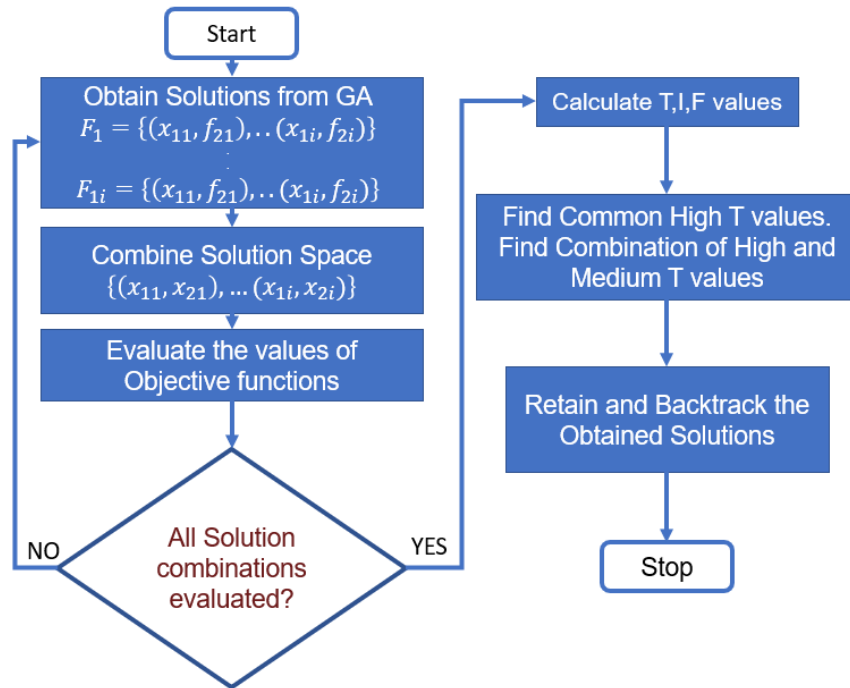 Start
Obtain Solutions from GA
F₁ = {(x₁₁, f₂₁), . . (x₁ᵢ, f₂ᵢ)}
:
F₁ᵢ = {(x₁₁, f₂₁), . . (x₁ᵢ, f₂ᵢ)}
Combine Solution Space
{(x₁₁, x₂₁), … (x₁ᵢ, x₂ᵢ)}
Evaluate the values of
Objective functions
All Solution
combinations
evaluated?
NO
YES
Calculate T,I,F values
Find Common High T values.
Find Combination of High and
Medium T values
Retain and Backtrack the
Obtained Solutions
Stop